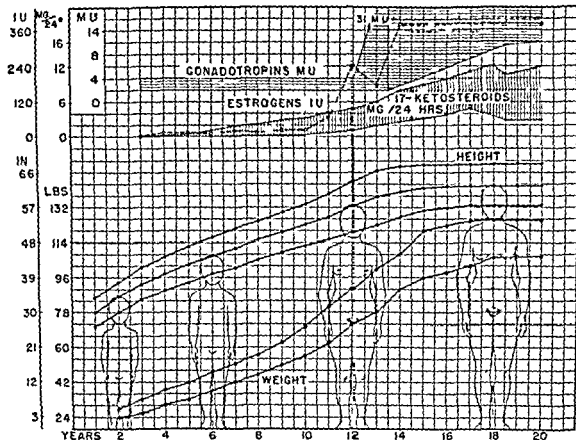 IU MG/24° MU 31 MU
360 16 14
12
240 12 8
GONADOTROPINS MU
4
120 6 0 ESTROGENS IU 17-KETOSTEROIDS
MG/24 HRS
0 0
IN
66 HEIGHT
LBS
57 132
48 114
39 96
30 78
21 60
12 42 WEIGHT
3 24
YEARS 2 4 6 8 10 12 14 16 18 20